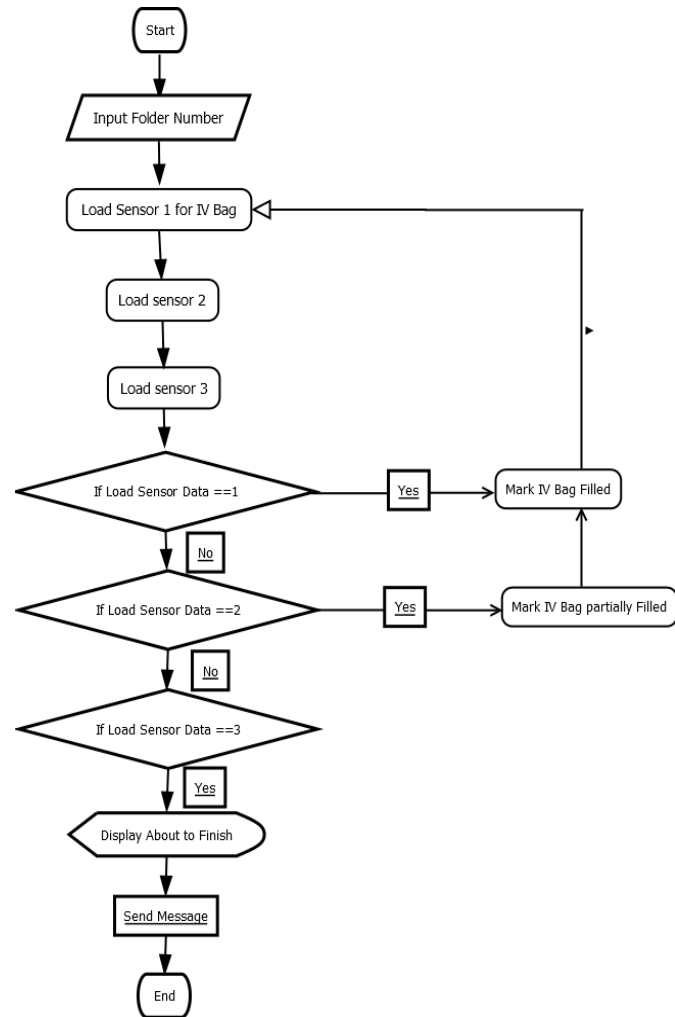 Start
Input Folder Number
Load Sensor 1 for IV Bag
Load sensor 2
Load sensor 3
If Load Sensor Data ==1
Yes
Mark IV Bag Filled
No
If Load Sensor Data ==2
Yes
Mark IV Bag partially Filled
No
If Load Sensor Data ==3
Yes
Display About to Finish
Send Message
End